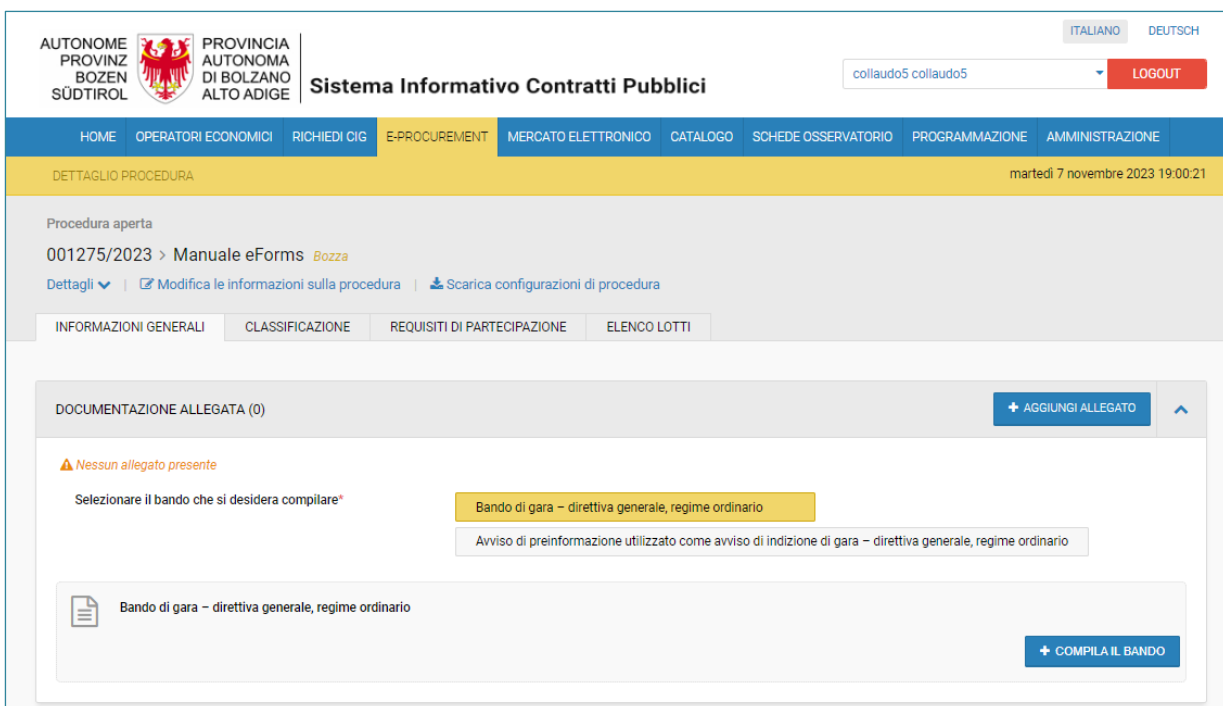 ITALIANO DEUTSCH
AUTONOME PROVINZ BOZEN SÜDTIROL
PROVINCIA AUTONOMA DI BOLZANO ALTO ADIGE
Sistema Informativo Contratti Pubblici
collaudo5 collaudo5 LOGOUT
HOME OPERATORI ECONOMICI RICHIEDI CIG E-PROCUREMENT MERCATO ELETTRONICO CATALOGO SCHEDE OSSERVATORIO PROGRAMMAZIONE AMMINISTRAZIONE
DETTAGLIO PROCEDURA martedì 7 novembre 2023 19:00:21
Procedura aperta
001275/2023 > Manuale eForms Bozza
Dettagli | Modifica le informazioni sulla procedura | Scarica configurazioni di procedura
INFORMAZIONI GENERALI CLASSIFICAZIONE REQUISITI DI PARTECIPAZIONE ELENCO LOTTI
DOCUMENTAZIONE ALLEGATA (0) + AGGIUNGI ALLEGATO
Nessun allegato presente
Selezionare il bando che si desidera compilare* Bando di gara – direttiva generale, regime ordinario
Avviso di preinformazione utilizzato come avviso di indizione di gara – direttiva generale, regime ordinario
Bando di gara – direttiva generale, regime ordinario
+ COMPILA IL BANDO